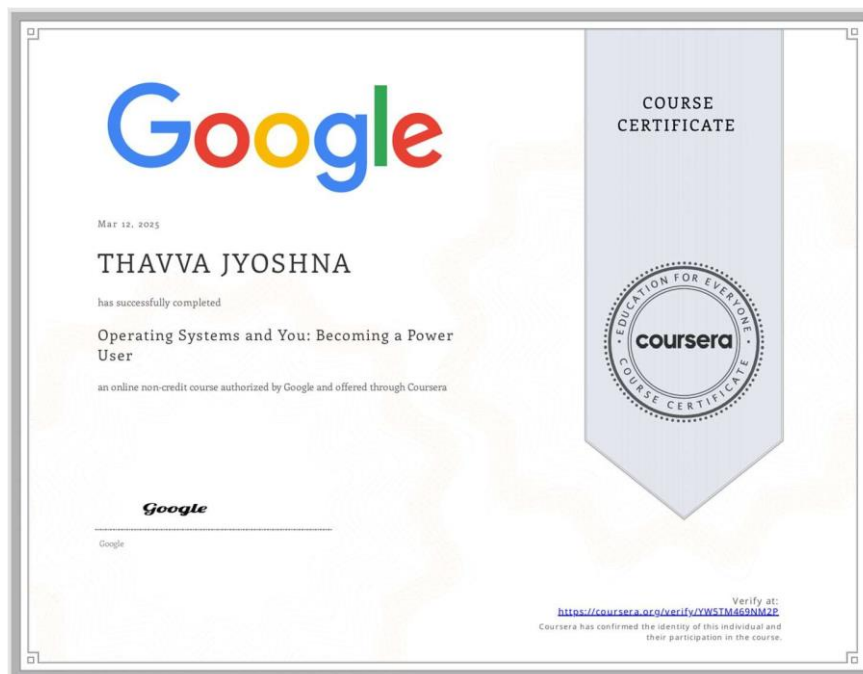 Google
COURSE
CERTIFICATE
Mar 12, 2025
THAVVA JYOSHNA
has successfully completed
Operating Systems and You: Becoming a Power
User
an online non-credit course authorized by Google and offered through Coursera
EDUCATION FOR EVERYONE
coursera
COURSE CERTIFICATE
Google
Google
Verify at:
https://coursera.org/verify/YW5TM469NM2P
Coursera has confirmed the identity of this individual and
their participation in the course.